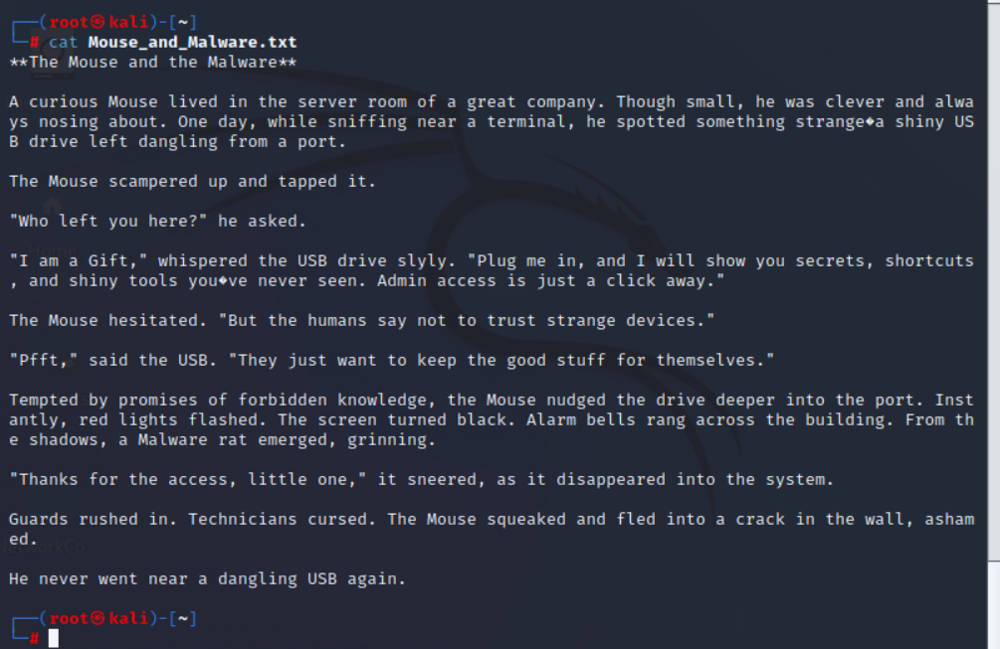 ┌──(root㉿kali)-[~]
└─# cat Mouse_and_Malware.txt
**The Mouse and the Malware**

A curious Mouse lived in the server room of a great company. Though small, he was clever and alwa
ys nosing about. One day, while sniffing near a terminal, he spotted something strange�a shiny US
B drive left dangling from a port.

The Mouse scampered up and tapped it.

"Who left you here?" he asked.

"I am a Gift," whispered the USB drive slyly. "Plug me in, and I will show you secrets, shortcuts
, and shiny tools you�ve never seen. Admin access is just a click away."

The Mouse hesitated. "But the humans say not to trust strange devices."

"Pfft," said the USB. "They just want to keep the good stuff for themselves."

Tempted by promises of forbidden knowledge, the Mouse nudged the drive deeper into the port. Inst
antly, red lights flashed. The screen turned black. Alarm bells rang across the building. From th
e shadows, a Malware rat emerged, grinning.

"Thanks for the access, little one," it sneered, as it disappeared into the system.

Guards rushed in. Technicians cursed. The Mouse squeaked and fled into a crack in the wall, asham
ed.

He never went near a dangling USB again.

┌──(root㉿kali)-[~]
└─#